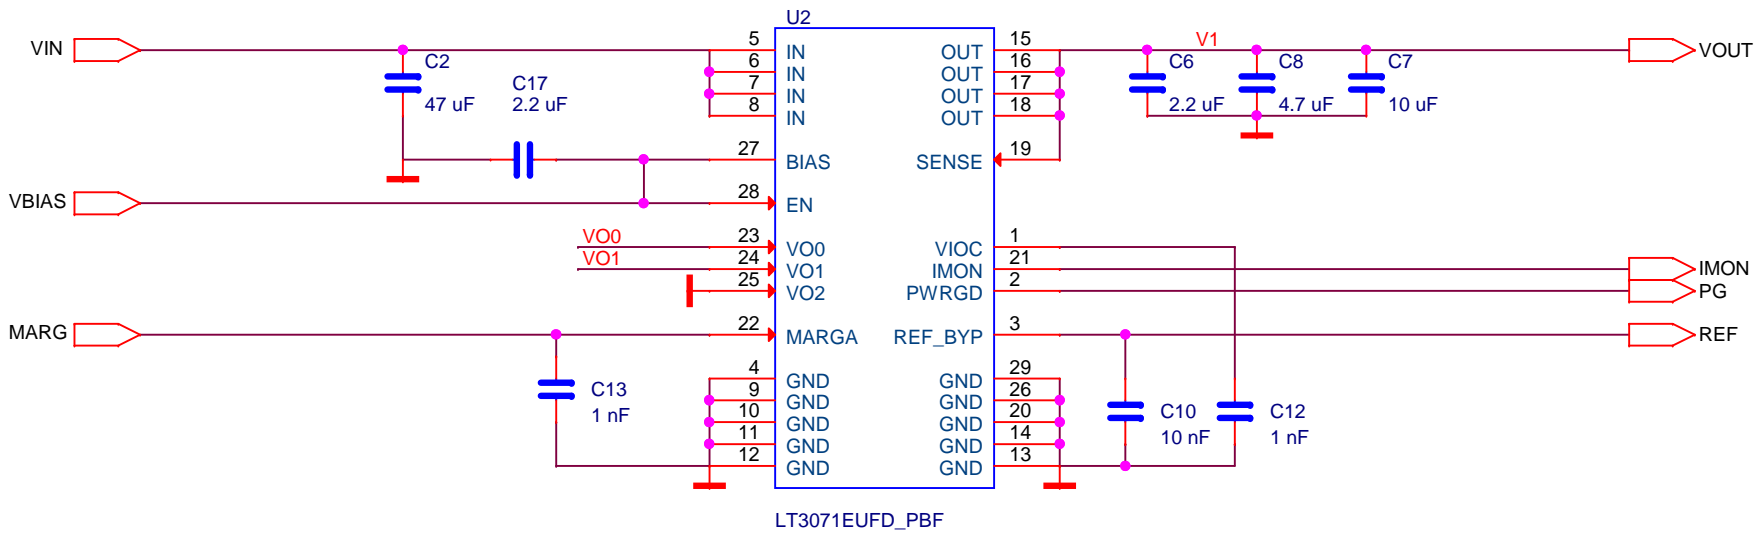 U2
VIN
5
IN
OUT
15
V1
VOUT
C2
47 uF
6
IN
OUT
16
C6
2.2 uF
C8
4.7 uF
C7
10 uF
C17
2.2 uF
7
IN
OUT
17
8
IN
OUT
18
27
BIAS
SENSE
19
VBIAS
28
EN
VO0
23
VO0
VIOC
1
VO1
24
VO1
IMON
21
IMON
25
VO2
PWRGD
2
PG
MARG
22
MARGA
REF_BYP
3
REF
4
GND
GND
29
C13
1 nF
9
GND
GND
26
C10
10 nF
C12
1 nF
10
GND
GND
20
11
GND
GND
14
12
GND
GND
13
LT3071EUFD_PBF